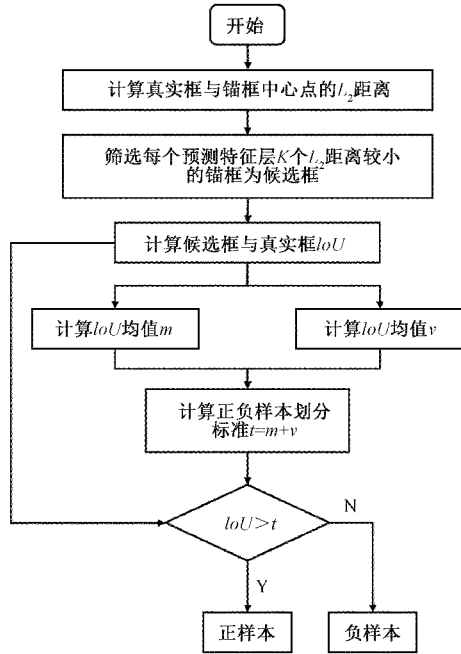 开始
计算真实框与锚框中心点的L₂距离
筛选每个预测特征层K个L₂距离较小
的锚框为候选框
计算候选框与真实框IoU
计算IoU均值m
计算IoU均值v
计算正负样本划分
标准t=m+v
IoU>t
N
Y
正样本
负样本